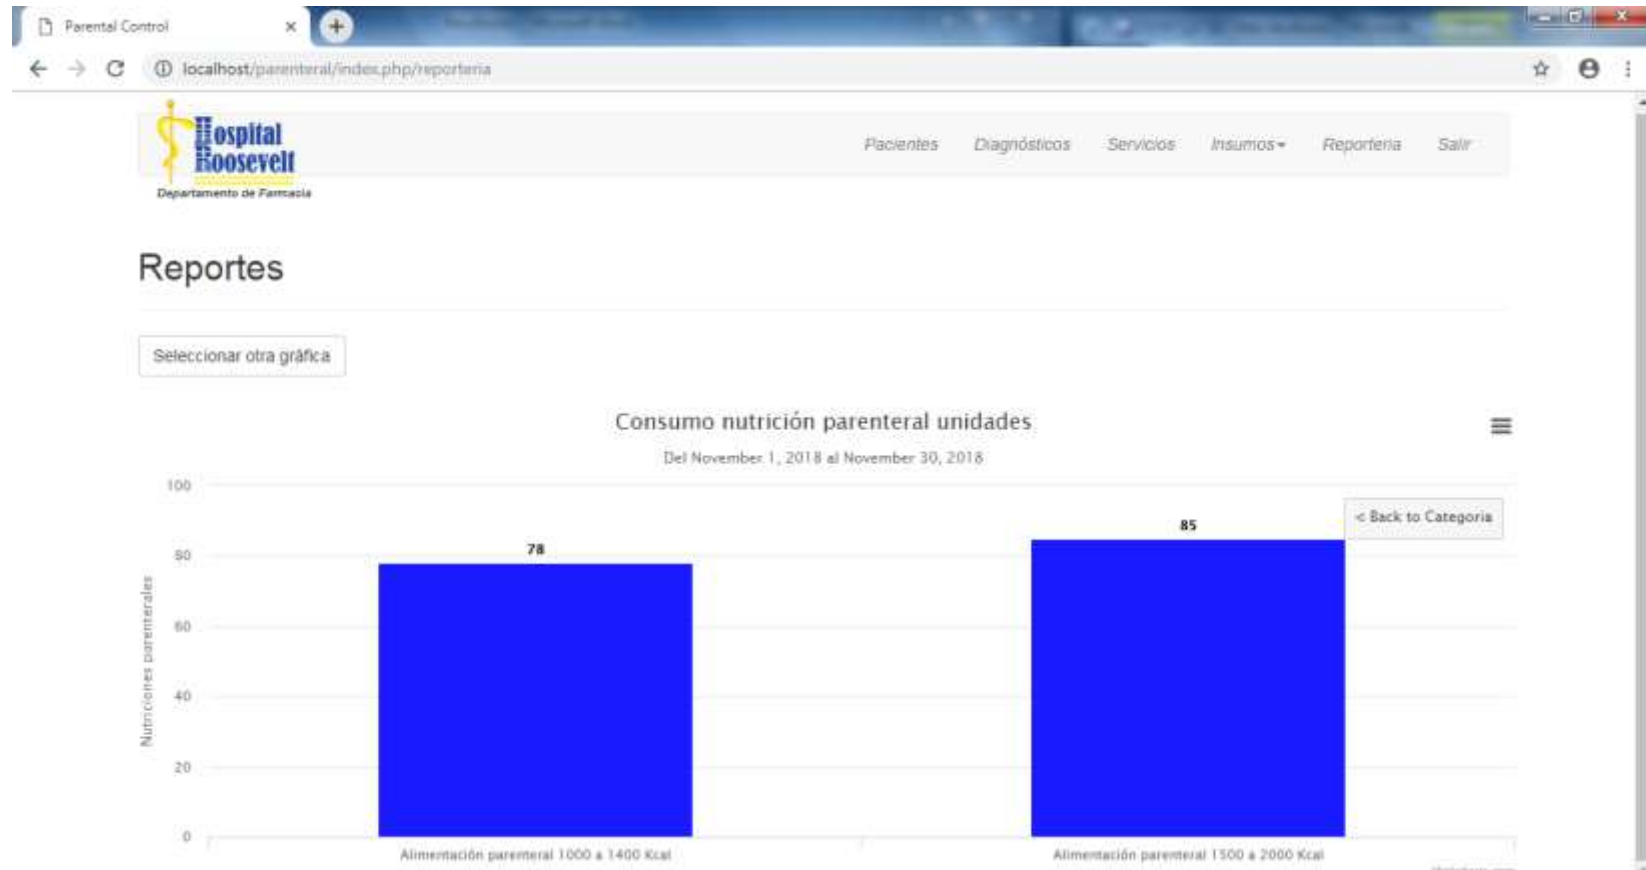 Parental Control
localhost/parenteral/index.php/reporteria
Hospital
Roosevelt
Departamento de Farmacia
Pacientes Diagnósticos Servicios Insumos Reporteria Salir
Reportes
Seleccionar otra gráfica
Consumo nutrición parenteral unidades
Del November 1, 2018 al November 30, 2018
< Back to Categoria
100
80
60
40
20
0
Nutriciones parenterales
78
85
Alimentación parenteral 1000 a 1400 Kcal
Alimentación parenteral 1500 a 2000 Kcal